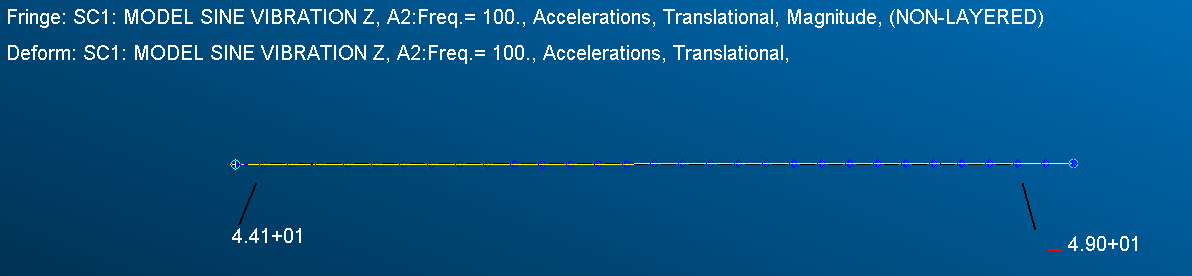 Fringe: SC1: MODEL SINE VIBRATION Z, A2:Freq.= 100., Accelerations, Translational, Magnitude, (NON-LAYERED)
Deform: SC1: MODEL SINE VIBRATION Z, A2:Freq.= 100., Accelerations, Translational,
4.41+01
4.90+01